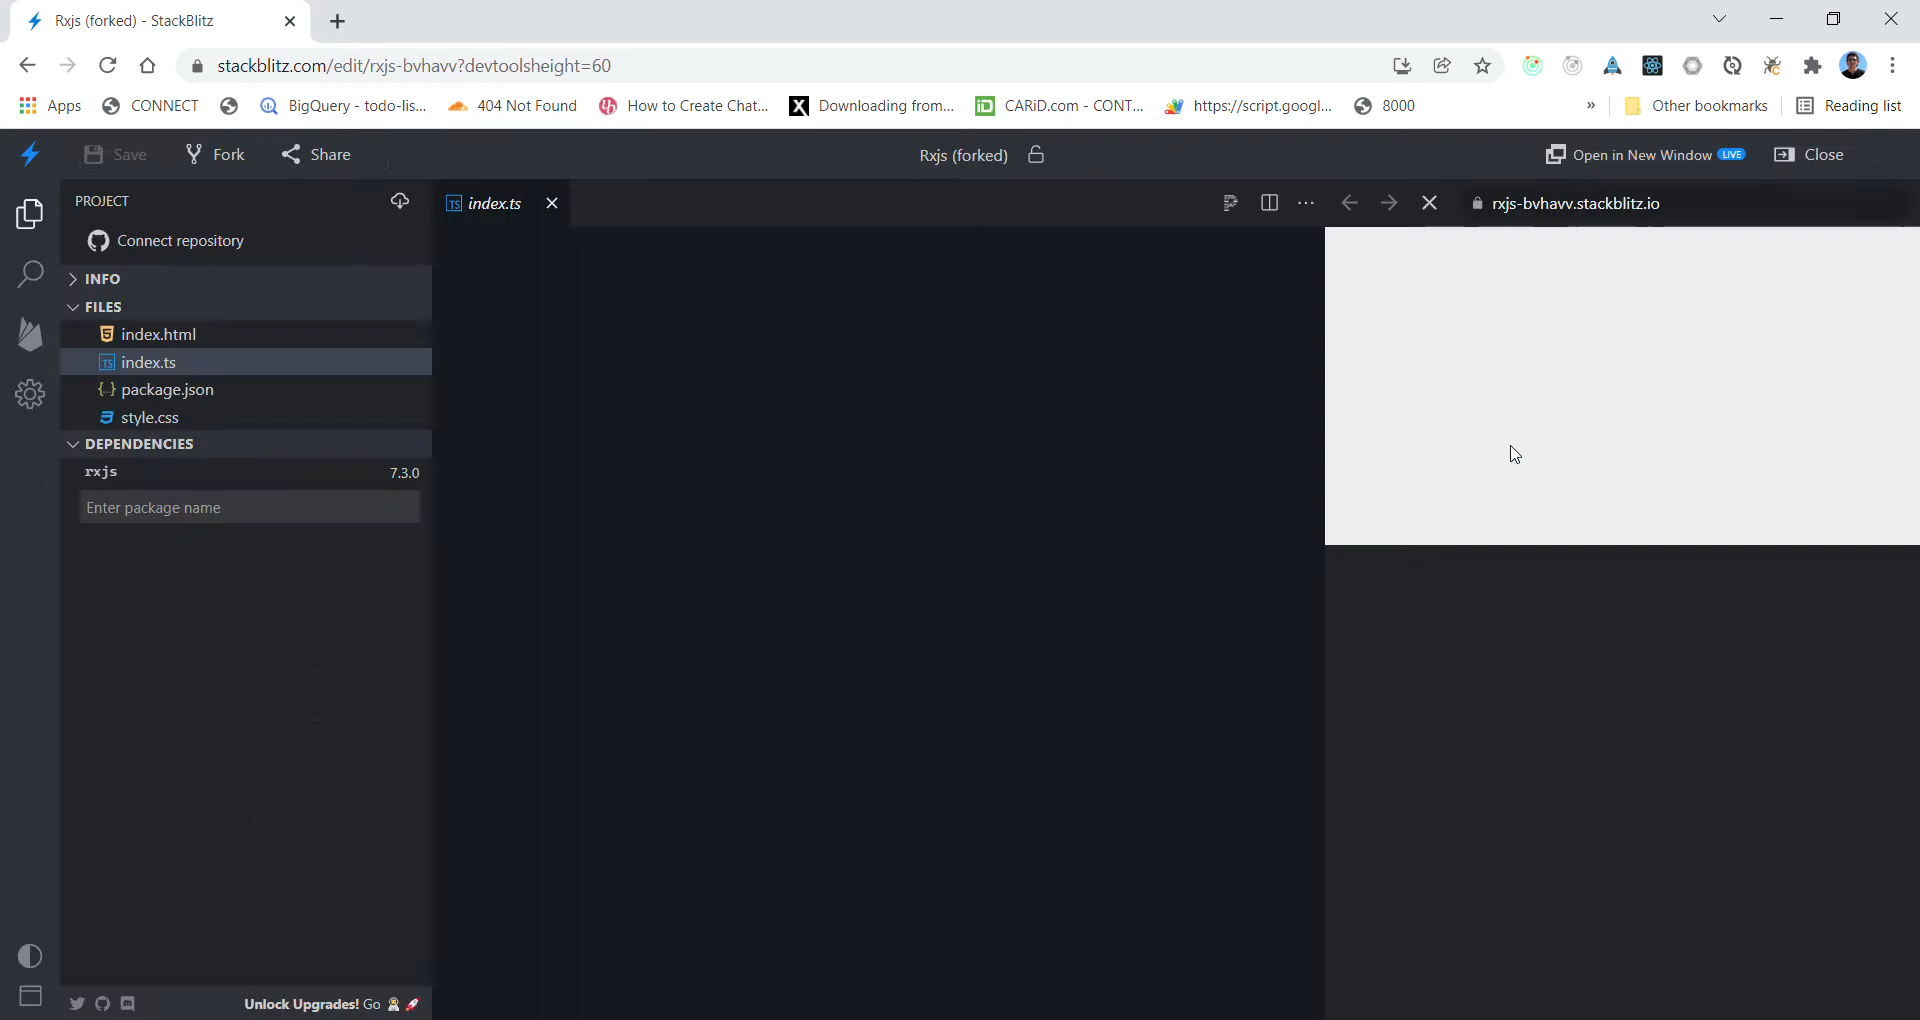 Rxjs (forked) - StackBlitz
stackblitz.com/edit/rxjs-bvhavv?devtoolsheight=60
Apps CONNECT BigQuery - todo-lis... 404 Not Found How to Create Chat... Downloading from... CARiD.com - CONT... https://script.googl... 8000 » Other bookmarks Reading list
Save Fork Share Rxjs (forked) Open in New Window LIVE Close
PROJECT
TS index.ts
rxjs-bvhavv.stackblitz.io
Connect repository
INFO
FILES
index.html
TS index.ts
package.json
style.css
DEPENDENCIES
rxjs 7.3.0
Enter package name
Unlock Upgrades! Go